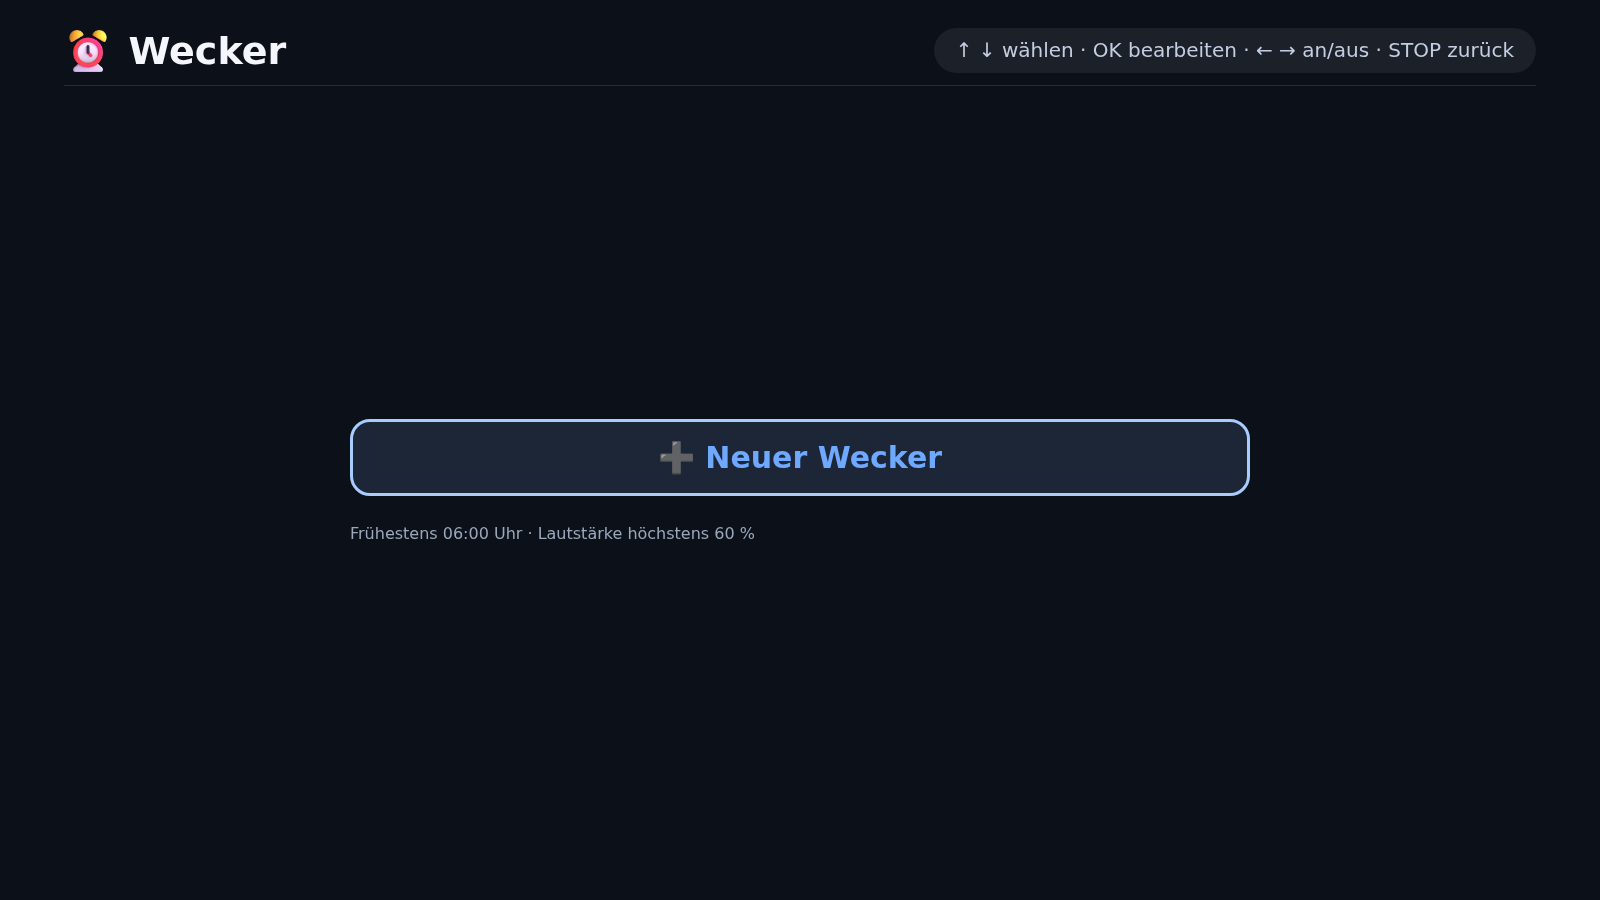 Wecker
↑ ↓ wählen · OK bearbeiten · ← → an/aus · STOP zurück
➕ Neuer Wecker
Frühestens 06:00 Uhr · Lautstärke höchstens 60 %